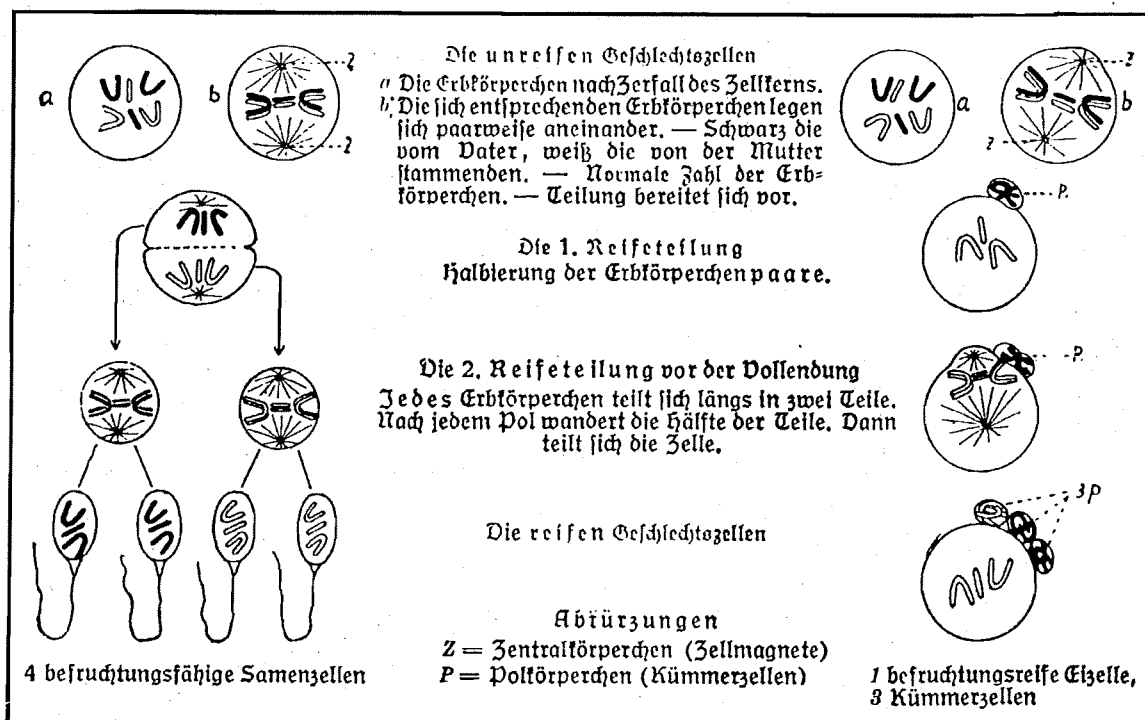 a
b
Z
Z
Die unreifen Geschlechtszellen
a Die Erbkörperchen nach Zerfall des Zellkerns.
b Die sich entsprechenden Erbkörperchen legen
sich paarweise aneinander. — Schwarz die
vom Vater, weiß die von der Mutter
stammenden. — Normale Zahl der Erb=
körperchen. — Teilung bereitet sich vor.
a
b
Z
z
P.
Die 1. Reifeteilung
Halbierung der Erbkörperchenpaare.
Die 2. Reifeteilung vor der Vollendung
Jedes Erbkörperchen teilt sich längs in zwei Teile.
Nach jedem Pol wandert die Hälfte der Teile. Dann
teilt sich die Zelle.
P.
Die reifen Geschlechtszellen
3 P
Abkürzungen
Z = Zentralkörperchen (Zellmagnete)
P = Polkörperchen (Kümmerzellen)
4 befruchtungsfähige Samenzellen
1 befruchtungsreife Eizelle,
3 Kümmerzellen